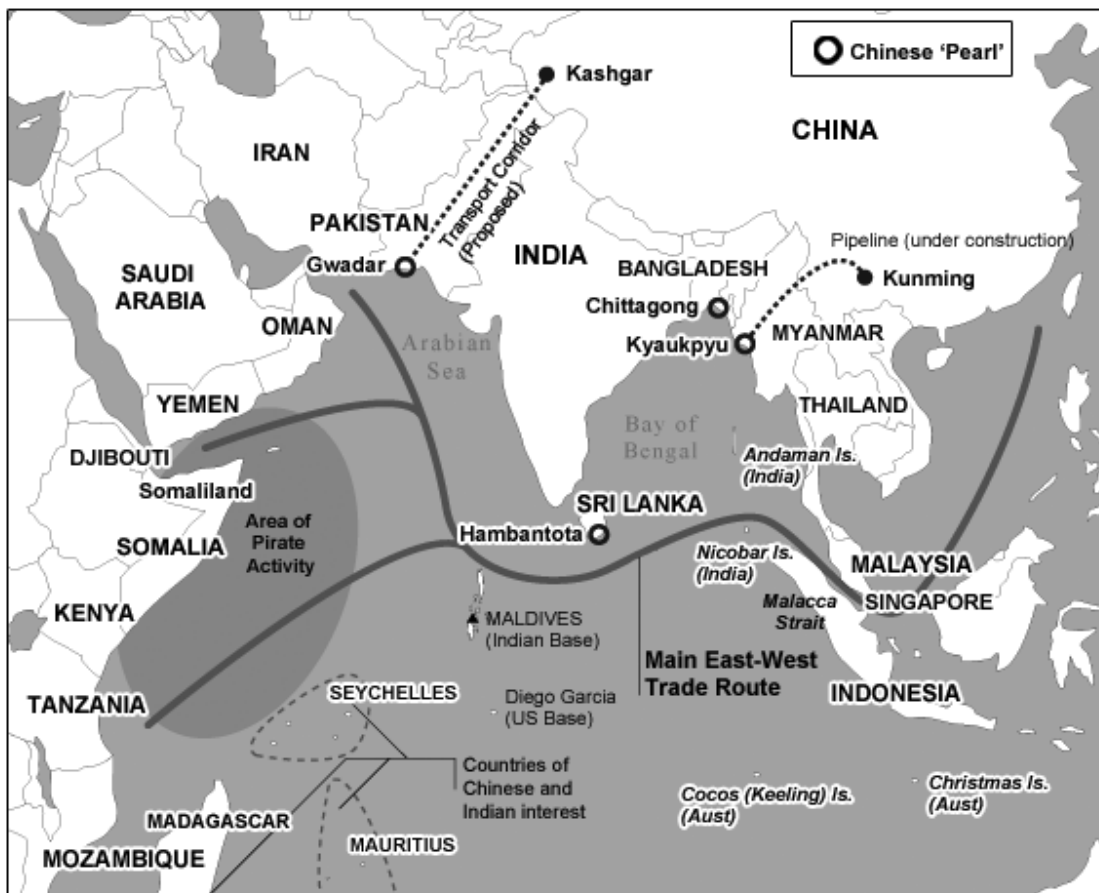 Chinese 'Pearl'
Kashgar
CHINA
IRAN
Transport Corridor
(Proposed)
PAKISTAN
Gwadar
INDIA
Pipeline (under construction)
BANGLADESH
Kunming
SAUDI
ARABIA
Chittagong
OMAN
Kyaukpyu
MYANMAR
Arabian
Sea
YEMEN
THAILAND
Bay of
Bengal
DJIBOUTI
Andaman Is.
(India)
Somaliland
SRI LANKA
Area of
Pirate
Activity
Hambantota
SOMALIA
Nicobar Is.
(India)
MALAYSIA
KENYA
Malacca
Strait
SINGAPORE
MALDIVES
(Indian Base)
Main East-West
Trade Route
TANZANIA
SEYCHELLES
Diego Garcia
(US Base)
INDONESIA
Countries of
Chinese and
Indian interest
Cocos (Keeling) Is.
(Aust)
Christmas Is.
(Aust)
MADAGASCAR
MAURITIUS
MOZAMBIQUE